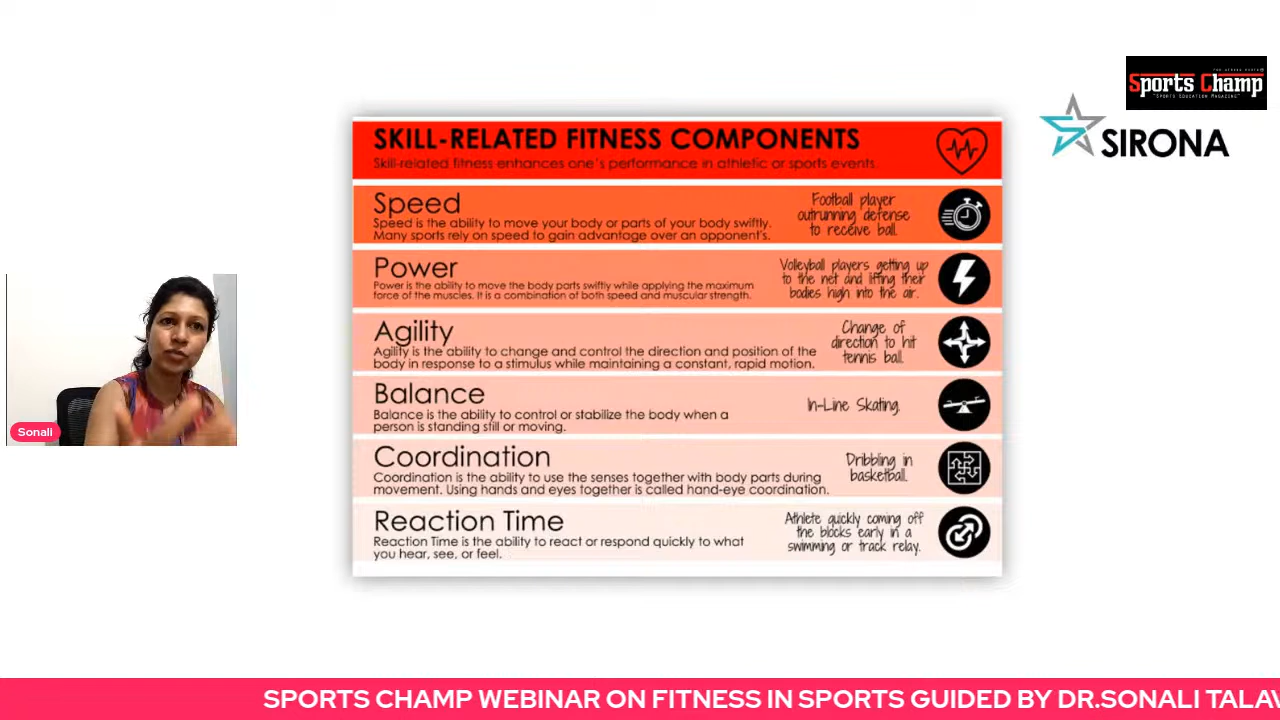 THE XTREME PARTS
Sports Champ
"SPORTS EDUCATION MAGAZINE"
SIRONA
SKILL-RELATED FITNESS COMPONENTS
Skill-related fitness enhances one's performance in athletic or sports events.
Speed
Speed is the ability to move your body or parts of your body swiftly.
Many sports rely on speed to gain advantage over an opponent's.
Football player
outrunning defense
to receive ball.
Power
Power is the ability to move the body parts swiftly while applying the maximum
force of the muscles. It is a combination of both speed and muscular strength.
Volleyball players getting up
to the net and lifting their
bodies high into the air.
Agility
Agility is the ability to change and control the direction and position of the
body in response to a stimulus while maintaining a constant, rapid motion.
Change of
direction to hit
tennis ball.
Balance
Balance is the ability to control or stabilize the body when a
person is standing still or moving.
In-Line Skating.
Coordination
Coordination is the ability to use the senses together with body parts during
movement. Using hands and eyes together is called hand-eye coordination.
Dribbling in
basketball.
Reaction Time
Reaction Time is the ability to react or respond quickly to what
you hear, see, or feel.
Athlete quickly coming off
the blocks early in a
swimming or track relay.
Sonali
SPORTS CHAMP WEBINAR ON FITNESS IN SPORTS GUIDED BY DR.SONALI TALAV